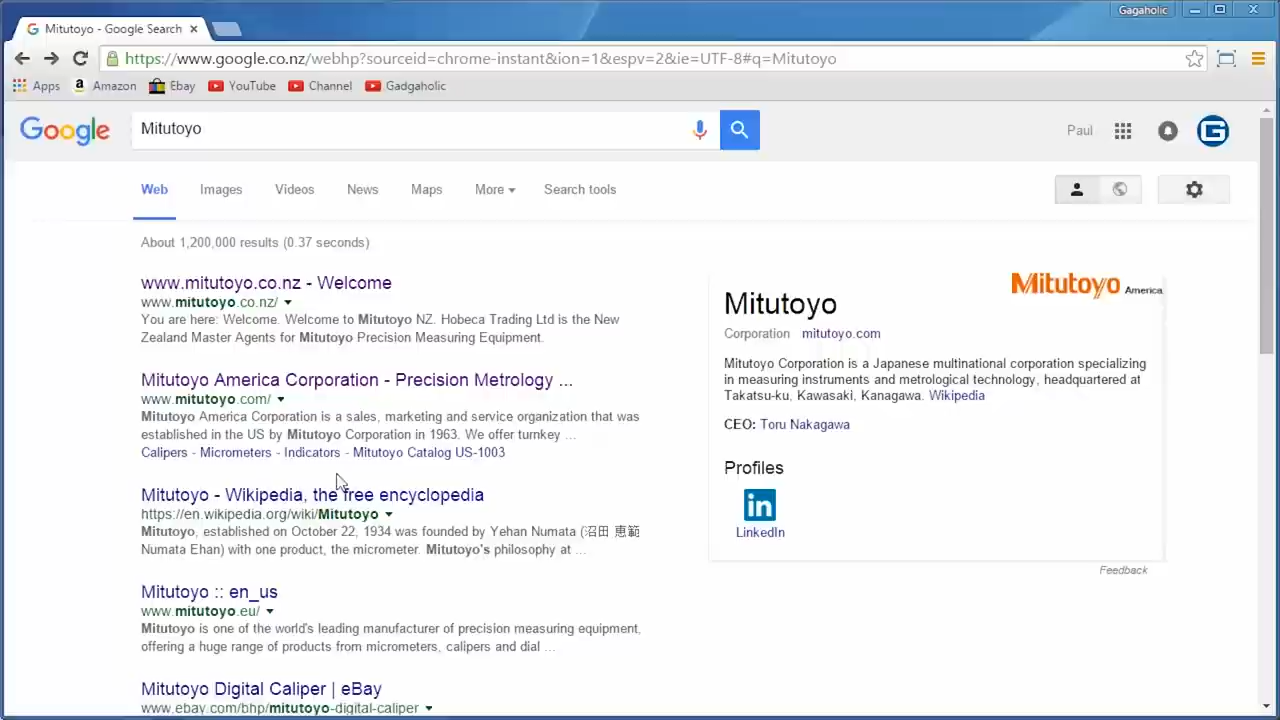 Gagaholic
Mitutoyo - Google Search
https://www.google.co.nz/webhp?sourceid=chrome-instant&ion=1&espv=2&ie=UTF-8#q=Mitutoyo
Apps Amazon Ebay YouTube Channel Gadgaholic
Google Mitutoyo Paul G
Web Images Videos News Maps More Search tools
About 1,200,000 results (0.37 seconds)
www.mitutoyo.co.nz - Welcome
www.mitutoyo.co.nz/
You are here: Welcome. Welcome to Mitutoyo NZ. Hobeca Trading Ltd is the New
Zealand Master Agents for Mitutoyo Precision Measuring Equipment.
Mitutoyo America Corporation - Precision Metrology ...
www.mitutoyo.com/
Mitutoyo America Corporation is a sales, marketing and service organization that was
established in the US by Mitutoyo Corporation in 1963. We offer turnkey ...
Calipers - Micrometers - Indicators - Mitutoyo Catalog US-1003
Mitutoyo - Wikipedia, the free encyclopedia
https://en.wikipedia.org/wiki/Mitutoyo
Mitutoyo, established on October 22, 1934 was founded by Yehan Numata (沼田 恵範
Numata Ehan) with one product, the micrometer. Mitutoyo's philosophy at ...
Mitutoyo :: en_us
www.mitutoyo.eu/
Mitutoyo is one of the world's leading manufacturer of precision measuring equipment,
offering a huge range of products from micrometers, calipers and dial ...
Mitutoyo Digital Caliper | eBay
www.ebay.com/bhp/mitutoyo-digital-caliper
Mitutoyo America
Mitutoyo
Corporation mitutoyo.com
Mitutoyo Corporation is a Japanese multinational corporation specializing
in measuring instruments and metrological technology, headquartered at
Takatsu-ku, Kawasaki, Kanagawa. Wikipedia
CEO: Toru Nakagawa
Profiles
in
LinkedIn
Feedback